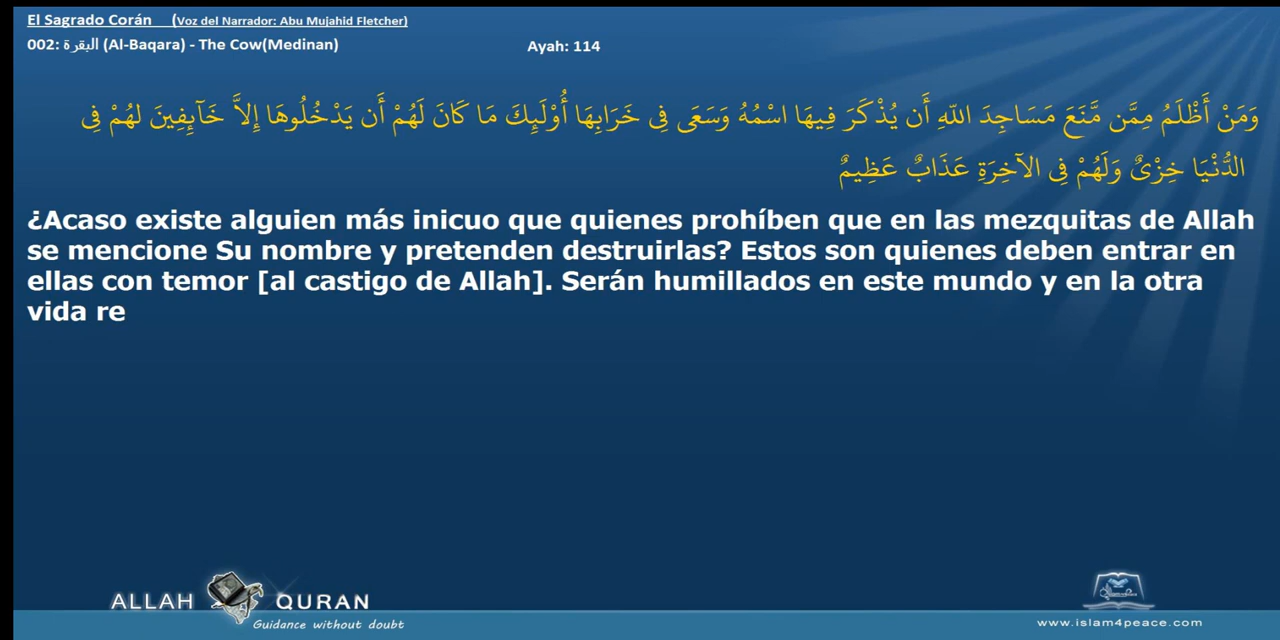 El Sagrado Corán (Voz del Narrador: Abu Mujahid Fletcher)
002: البقرة (Al-Baqara) - The Cow(Medinan) Ayah: 114
وَمَنْ أَظْلَمُ مِمَّن مَّنَعَ مَسَاجِدَ اللّهِ أَن يُذْكَرَ فِيهَا اسْمُهُ وَسَعَى فِى خَرَابِهَا أُوْلَـئِكَ مَا كَانَ لَهُمْ أَن يَدْخُلُوهَا إِلاَّ خَآئِفِينَ لهُمْ فِى
الدُّنْيَا خِزْىٌ وَلَهُمْ فِى الآخِرَةِ عَذَابٌ عَظِيمٌ
¿Acaso existe alguien más inicuo que quienes prohíben que en las mezquitas de Allah
se mencione Su nombre y pretenden destruirlas? Estos son quienes deben entrar en
ellas con temor [al castigo de Allah]. Serán humillados en este mundo y en la otra
vida re
ALLAH QURAN
Guidance without doubt
www.islam4peace.com